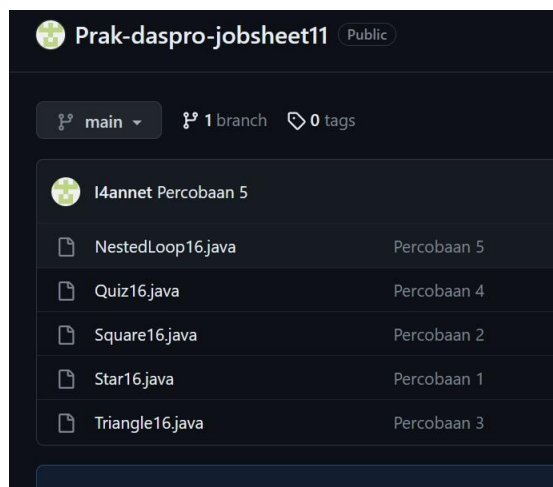 Prak-daspro-jobsheet11 Public
main 1 branch 0 tags
l4annet Percobaan 5
NestedLoop16.java Percobaan 5
Quiz16.java Percobaan 4
Square16.java Percobaan 2
Star16.java Percobaan 1
Triangle16.java Percobaan 3